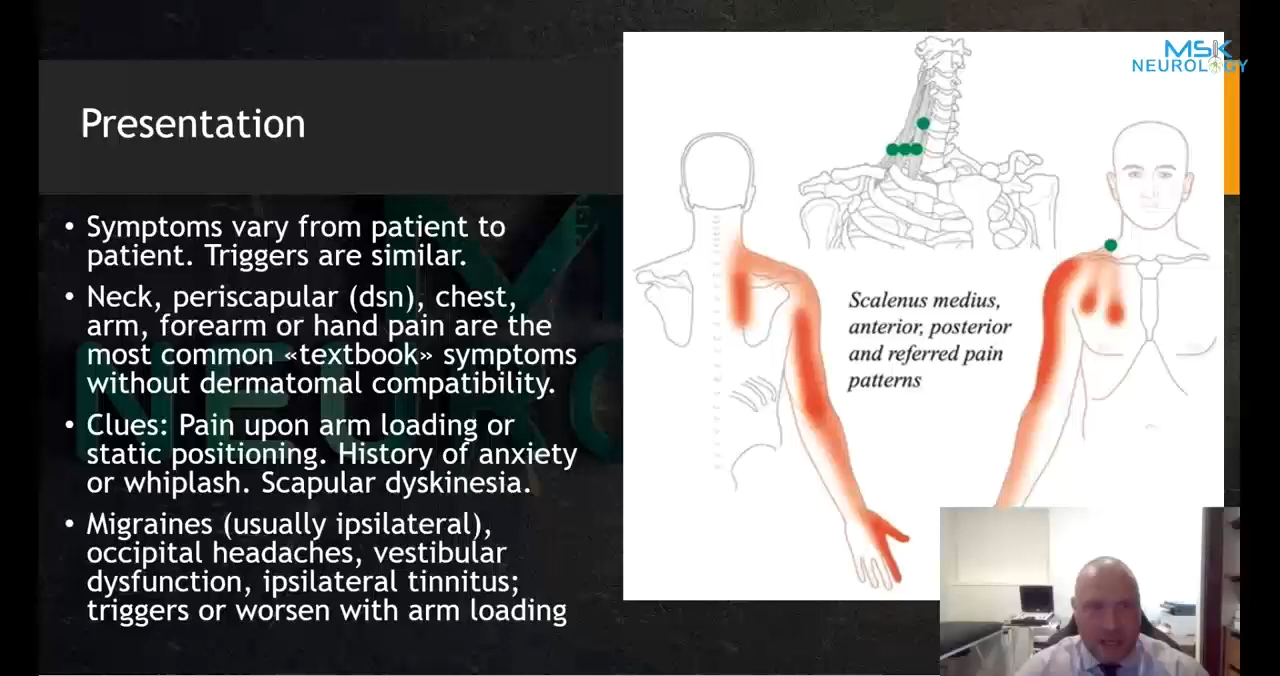 MSK
NEUROLOGY
Presentation
• Symptoms vary from patient to
patient. Triggers are similar.
• Neck, periscapular (dsn), chest,
arm, forearm or hand pain are the
most common «textbook» symptoms
without dermatomal compatibility.
• Clues: Pain upon arm loading or
static positioning. History of anxiety
or whiplash. Scapular dyskinesia.
• Migraines (usually ipsilateral),
occipital headaches, vestibular
dysfunction, ipsilateral tinnitus;
triggers or worsen with arm loading
Scalenus medius,
anterior, posterior
and referred pain
patterns